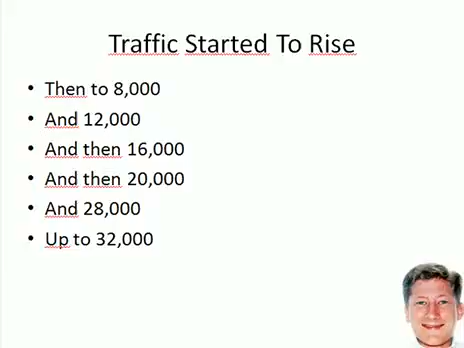 Traffic Started To Rise
• Then to 8,000
• And 12,000
• And then 16,000
• And then 20,000
• And 28,000
• Up to 32,000